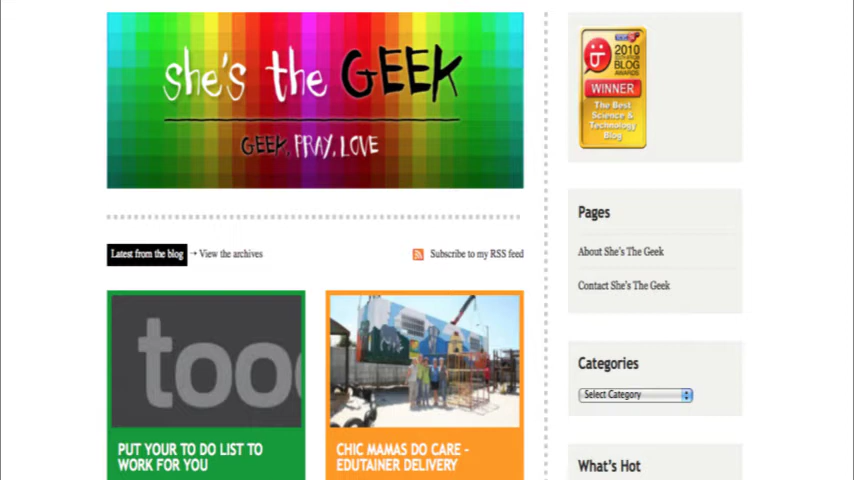 she's the GEEK
GEEK, PRAY, LOVE
Latest from the blog → View the archives
Subscribe to my RSS feed
too
PUT YOUR TO DO LIST TO
WORK FOR YOU
CHIC MAMAS DO CARE -
EDUTAINER DELIVERY
2010
BLOG
AWARDS
WINNER
The Best
Science &
Technology
Blog
Pages
About She's The Geek
Contact She's The Geek
Categories
Select Category
What's Hot